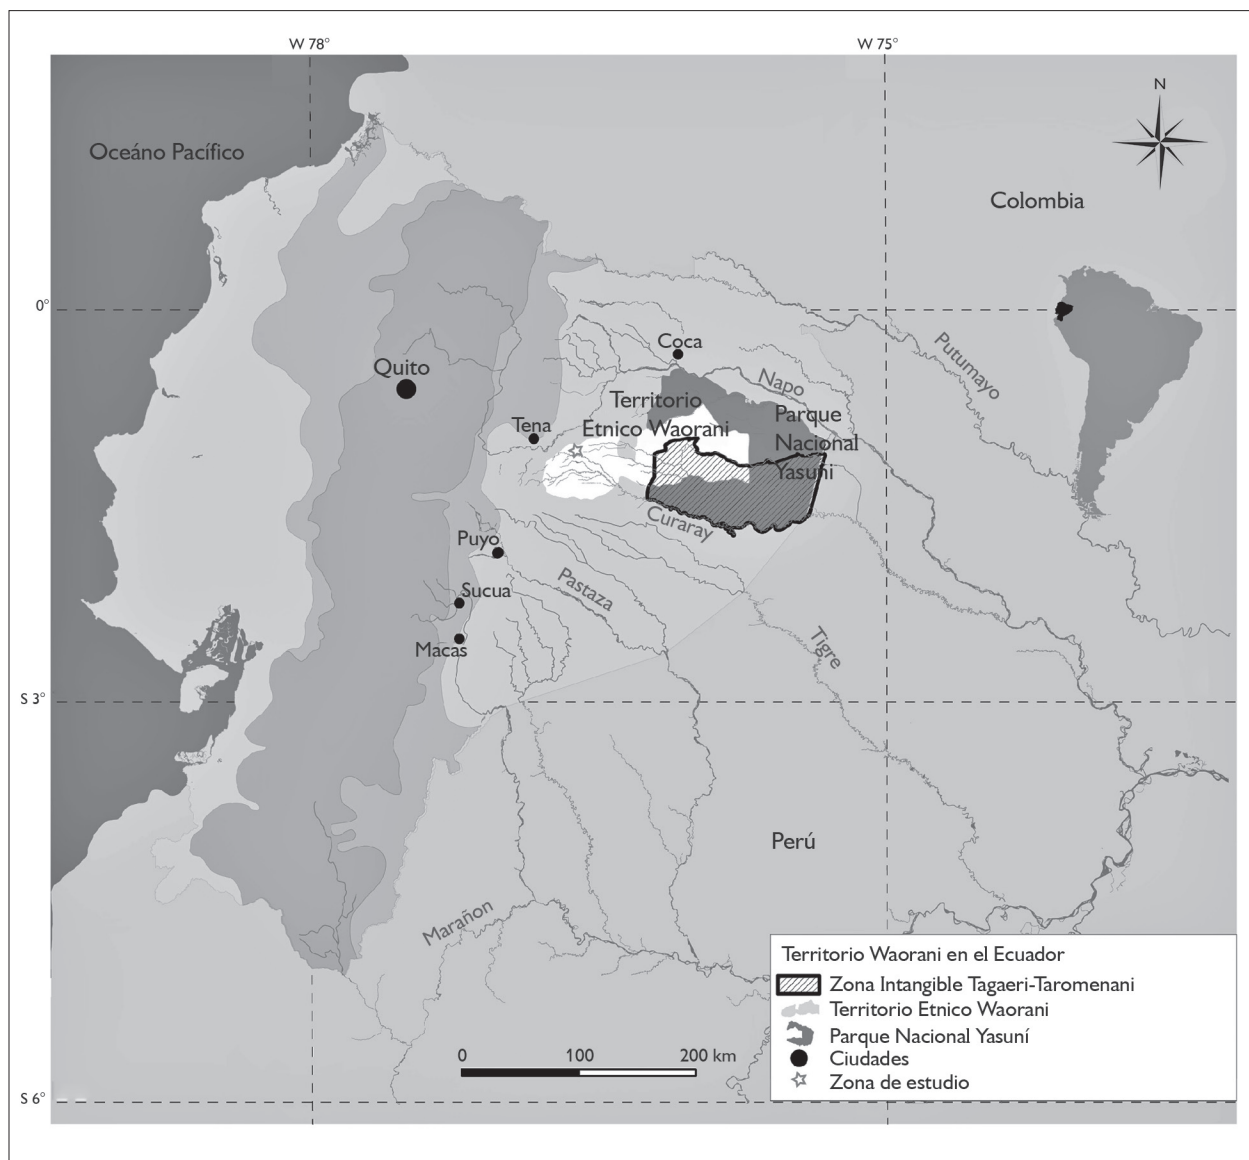 W 78°
W 75°
N
Oceáno Pacífico
Colombia
0°
Coca
Putumayo
Quito
Napo
Territorio
Etnico Waorani
Parque
Nacional
Yasuni
Tena
Curaray
Puyo
Pastaza
Sucua
Tigre
Macas
S 3°
Perú
Marañon
Territorio Waorani en el Ecuador
Zona Intangible Tagaeri-Taromenani
Territorio Etnico Waorani
Parque Nacional Yasuní
Ciudades
Zona de estudio
0 100 200 km
S 6°